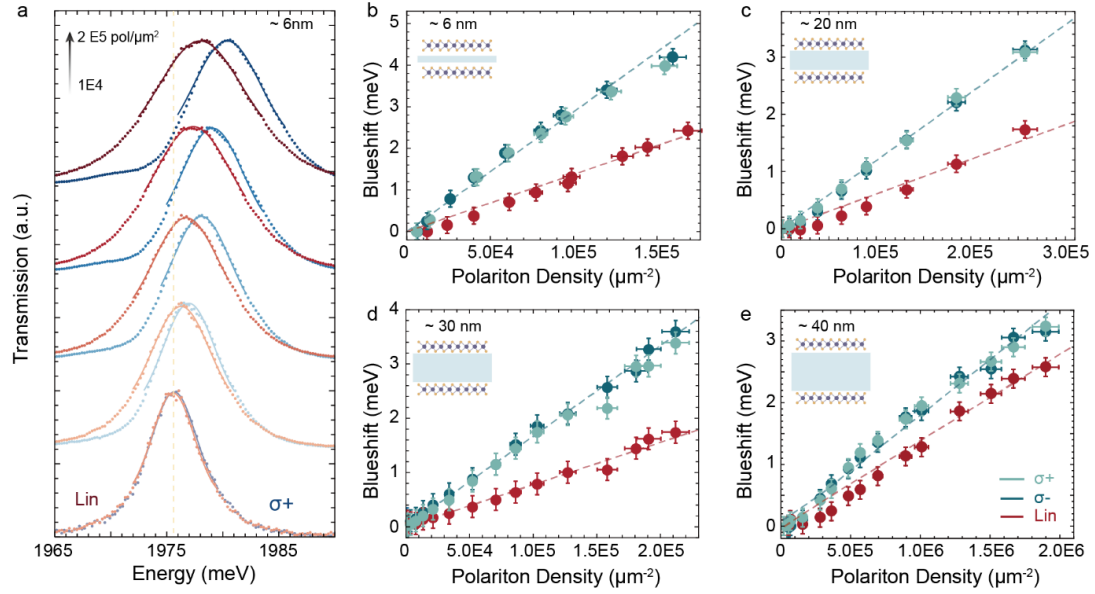 a
~ 6nm
2 E5 pol/µm²
1E4
Lin
σ+
Transmission (a.u.)
1965
1975
1985
Energy (meV)
b
~ 6 nm
Blueshift (meV)
5
4
3
2
1
0
0
5.0E4
1.0E5
1.5E5
Polariton Density (µm⁻²)
c
~ 20 nm
Blueshift (meV)
3
2
1
0
0
1.0E5
2.0E5
3.0E5
Polariton Density (µm⁻²)
d
~ 30 nm
Blueshift (meV)
4
3
2
1
0
0
5.0E4
1.0E5
1.5E5
2.0E5
Polariton Density (µm⁻²)
e
~ 40 nm
Blueshift (meV)
3
2
1
0
0
5.0E5
1.0E6
1.5E6
2.0E6
Polariton Density (µm⁻²)
σ+
σ-
Lin